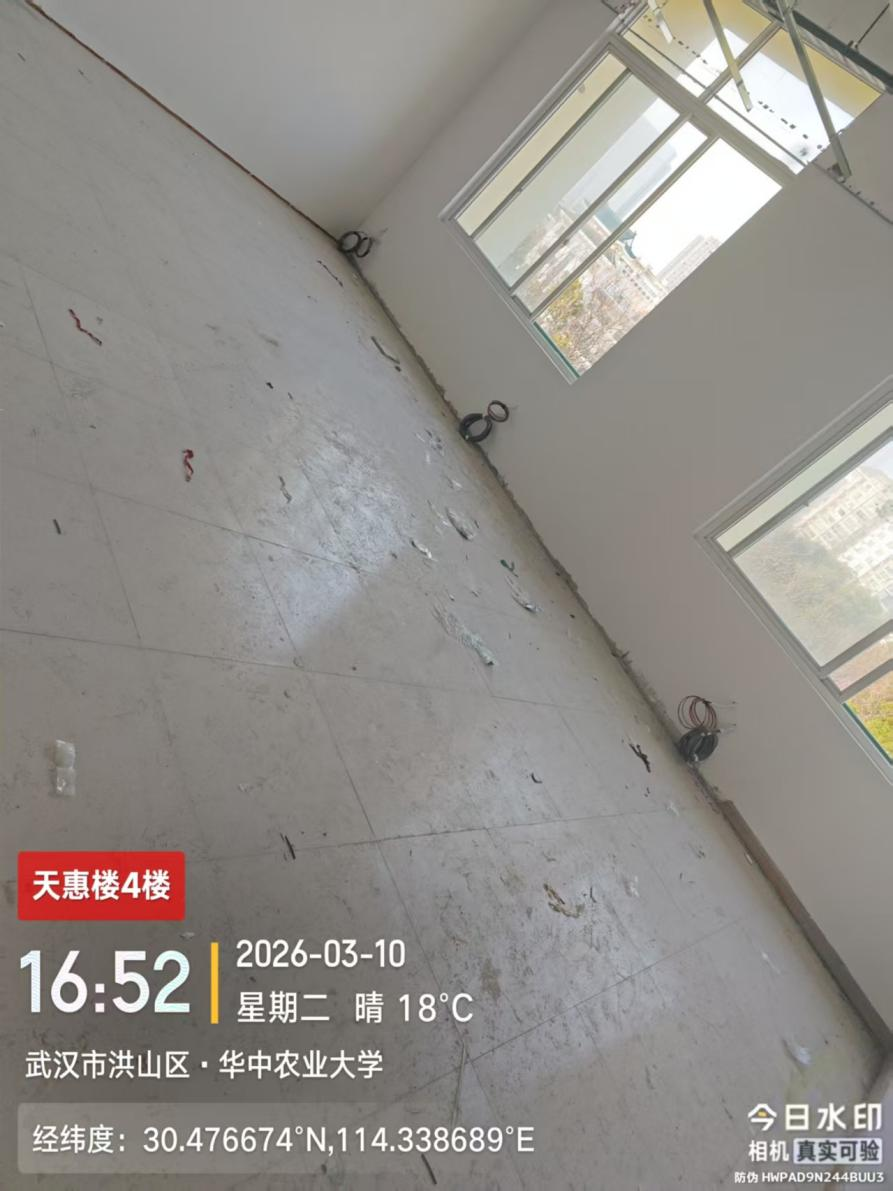 天惠楼4楼
16:52
2026-03-10
星期二 晴 18°C
武汉市洪山区·华中农业大学
经纬度：30.476674°N,114.338689°E
今日水印
相机 真实可验
防伪 HWPAD9N244BUU3